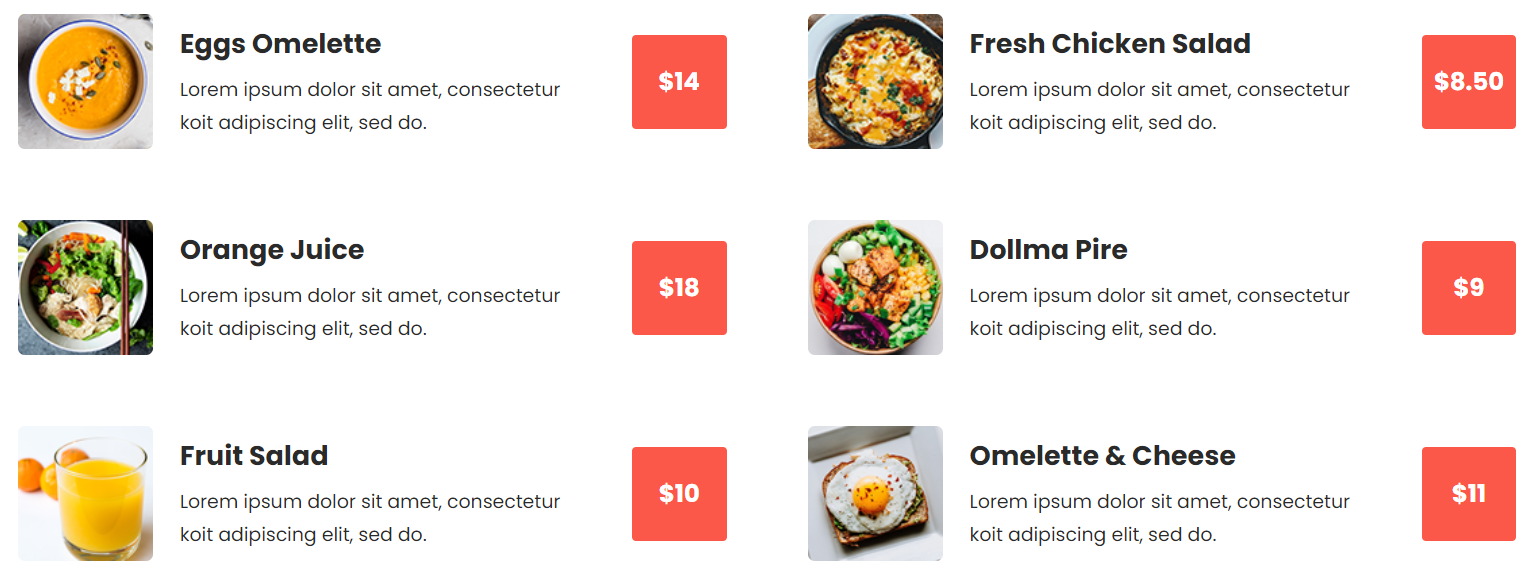 Eggs Omelette
Lorem ipsum dolor sit amet, consectetur
koit adipiscing elit, sed do.
$14
Fresh Chicken Salad
Lorem ipsum dolor sit amet, consectetur
koit adipiscing elit, sed do.
$8.50
Orange Juice
Lorem ipsum dolor sit amet, consectetur
koit adipiscing elit, sed do.
$18
Dollma Pire
Lorem ipsum dolor sit amet, consectetur
koit adipiscing elit, sed do.
$9
Fruit Salad
Lorem ipsum dolor sit amet, consectetur
koit adipiscing elit, sed do.
$10
Omelette & Cheese
Lorem ipsum dolor sit amet, consectetur
koit adipiscing elit, sed do.
$11